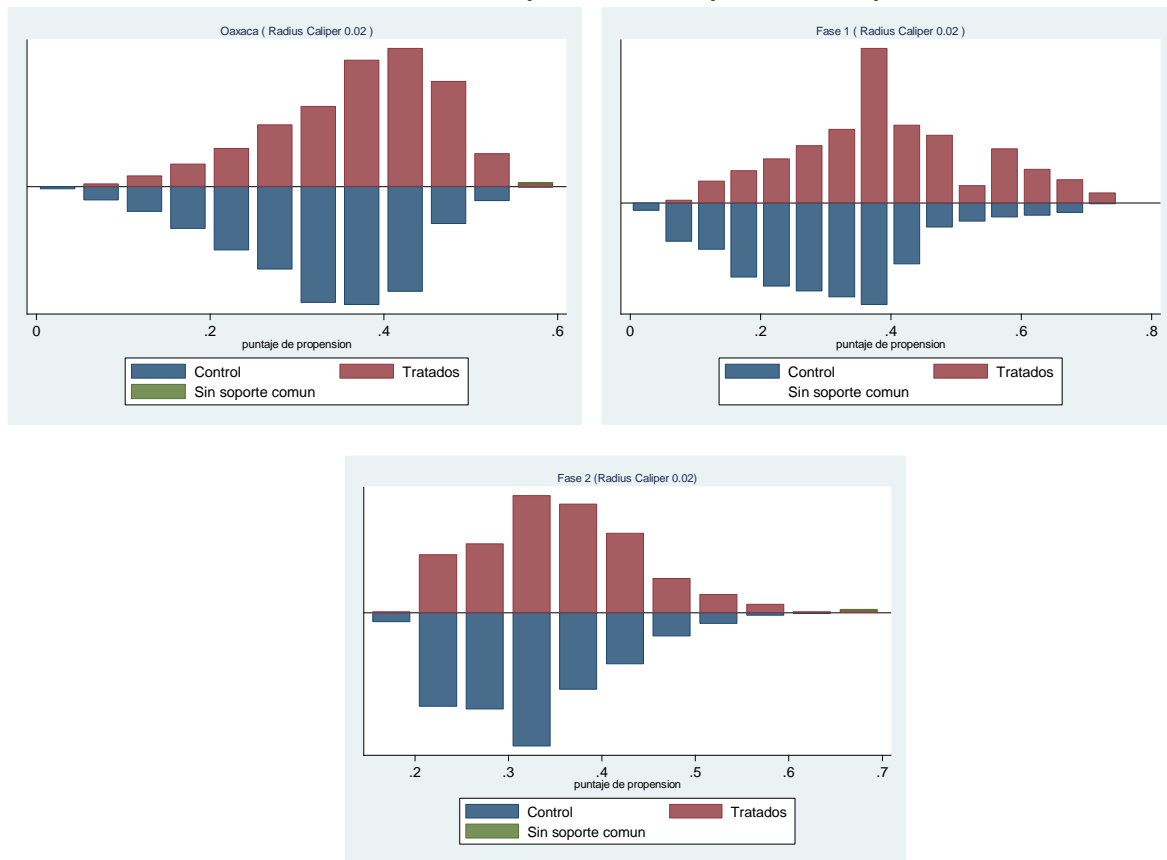 Oaxaca ( Radius Caliper 0.02 )
0 .2 .4 .6
puntaje de propension
Control Tratados
Sin soporte comun
Fase 1 ( Radius Caliper 0.02 )
0 .2 .4 .6 .8
puntaje de propension
Control Tratados
Sin soporte comun
Fase 2 (Radius Caliper 0.02)
.2 .3 .4 .5 .6 .7
puntaje de propension
Control Tratados
Sin soporte comun